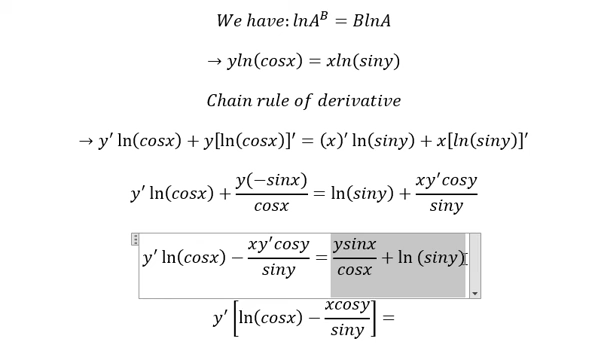 We have: lnA^B = BlnA
→ yln(cosx) = xln(siny)
Chain rule of derivative
→ y′ ln(cosx) + y[ln(cosx)]′ = (x)′ ln(siny) + x[ln(siny)]′
y′ ln(cosx) + y(−sinx)/cosx = ln(siny) + xy′cosy/siny
y′ ln(cosx) − xy′cosy/siny = ysinx/cosx + ln (siny)
y′ [ln(cosx) − xcosy/siny] =